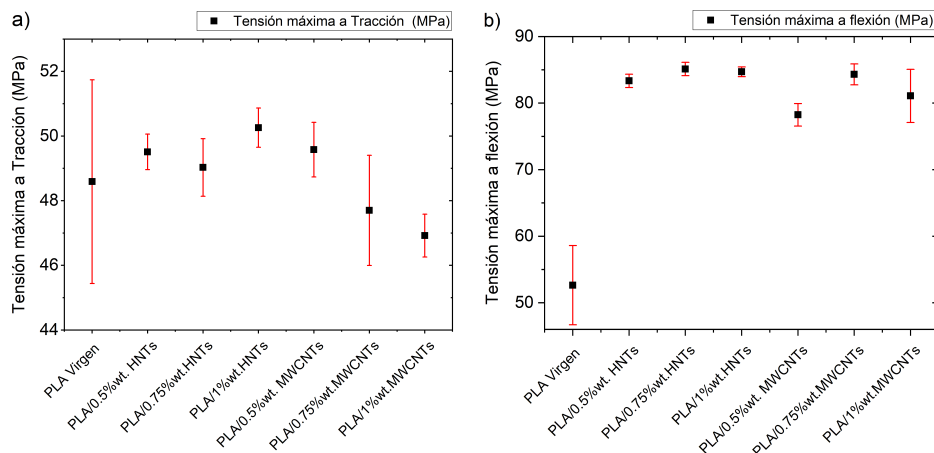 a)
Tensión máxima a Tracción (MPa)
Tensión máxima a Tracción (MPa)
52
50
48
46
44
PLA Virgen
PLA/0.5%wt. HNTs
PLA/0.75%wt.HNTs
PLA/1%wt.HNTs
PLA/0.5%wt. MWCNTs
PLA/0.75%wt.MWCNTs
PLA/1%wt.MWCNTs
b)
Tensión máxima a flexión (MPa)
Tensión máxima a flexión (MPa)
90
80
70
60
50
PLA Virgen
PLA/0.5%wt. HNTs
PLA/0.75%wt.HNTs
PLA/1%wt.HNTs
PLA/0.5%wt. MWCNTs
PLA/0.75%wt.MWCNTs
PLA/1%wt.MWCNTs